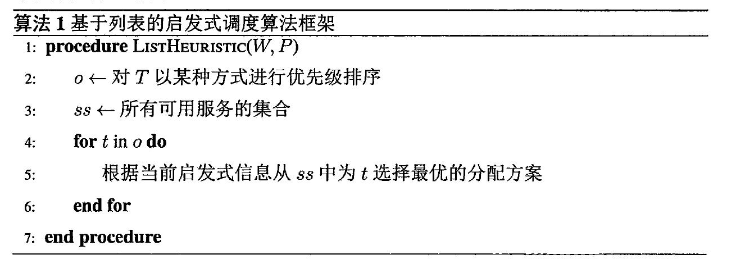 算法 1 基于列表的启发式调度算法框架
1: procedure LISTHEURISTIC(W, P)
2: o ← 对 T 以某种方式进行优先级排序
3: ss ← 所有可用服务的集合
4: for t in o do
5: 根据当前启发式信息从 ss 中为 t 选择最优的分配方案
6: end for
7: end procedure